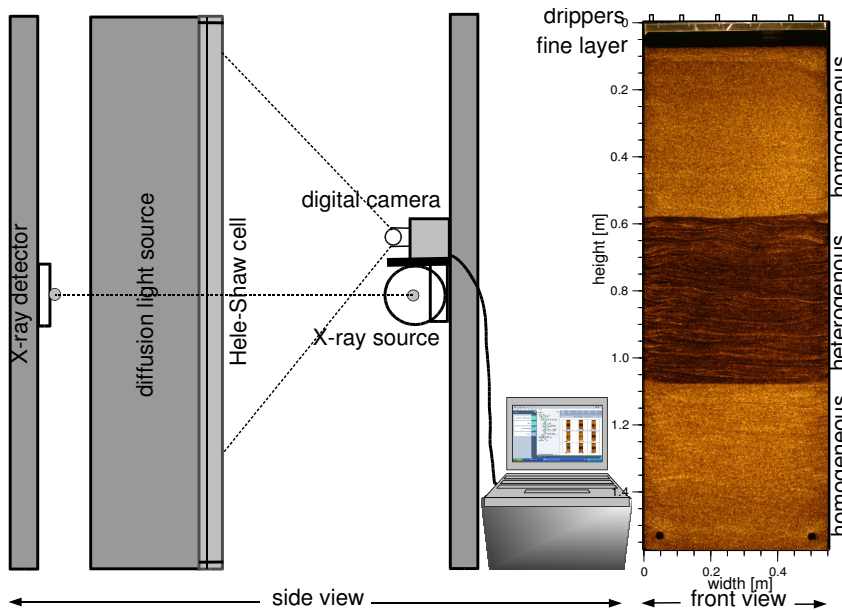 drippers
fine layer
0
0.2
0.4
0.6
0.8
1.0
1.2
1.4
height [m]
homogeneous
heterogenous
homogeneous
0
0.2
0.4
width [m]
front view
X-ray detector
diffusion light source
Hele-Shaw cell
digital camera
X-ray source
side view